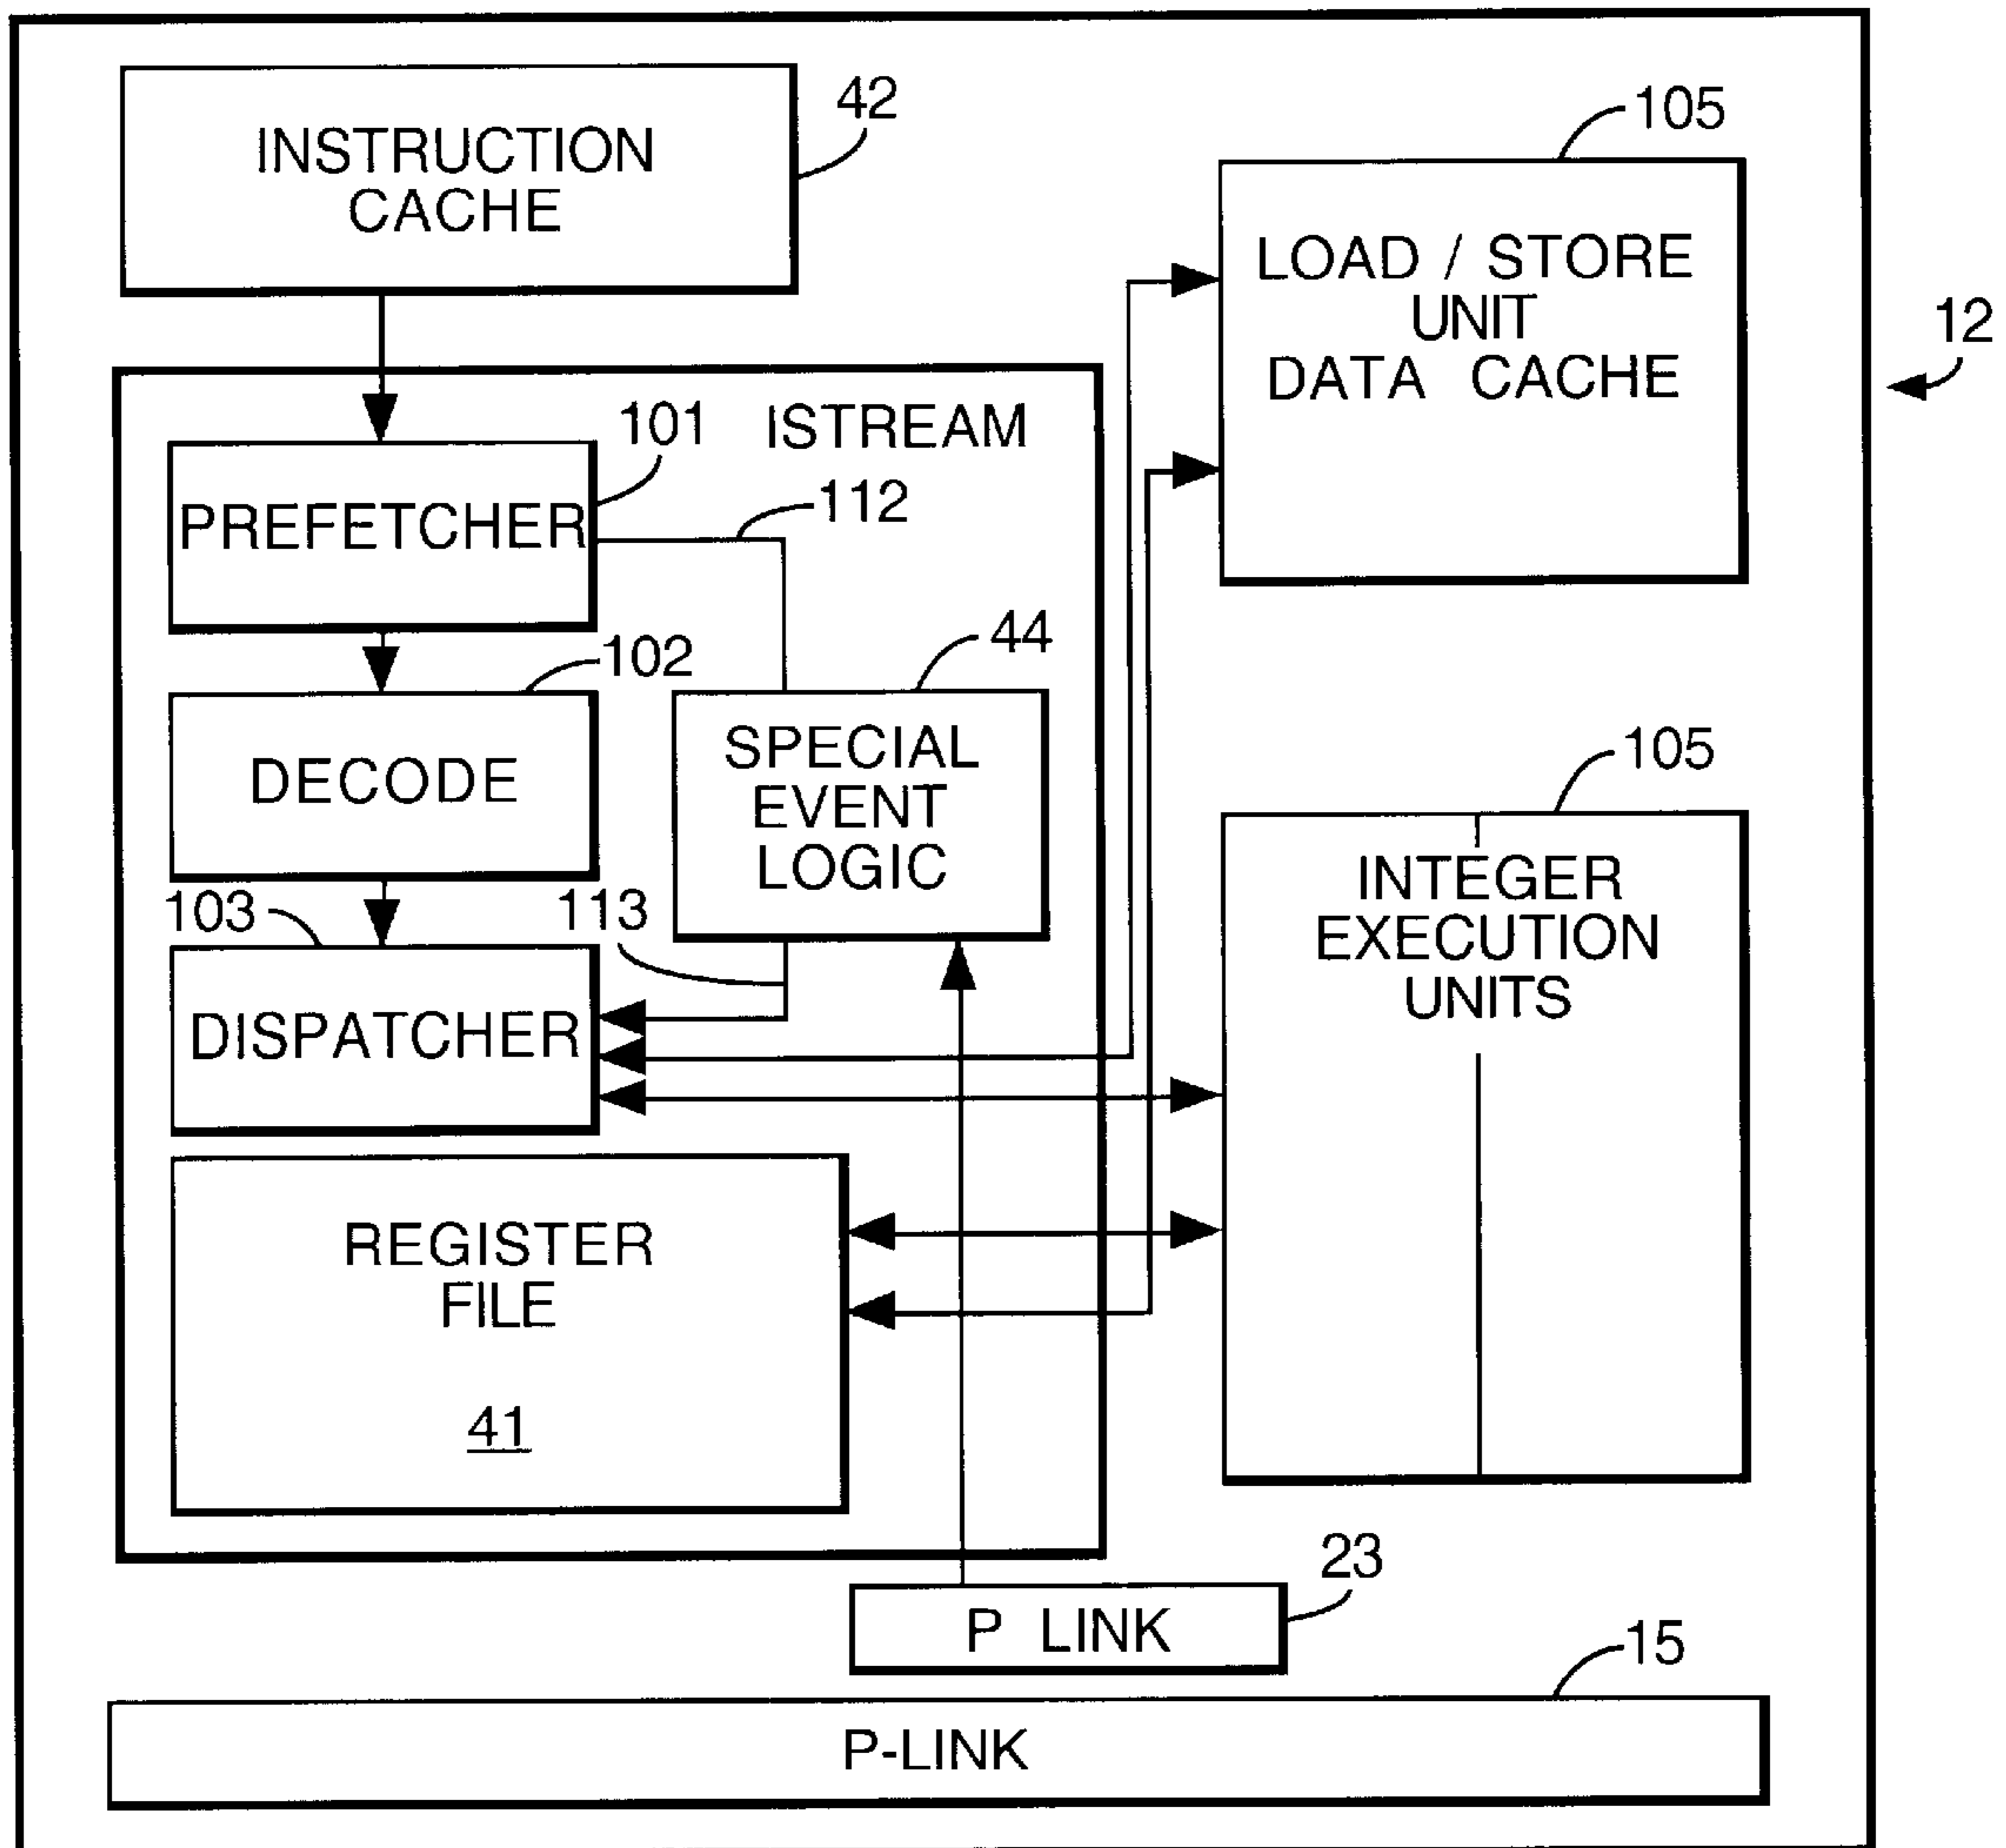 INSTRUCTION
CACHE
42
105
LOAD / STORE
UNIT
DATA CACHE
12
ISTREAM
101
PREFETCHER
112
102
44
DECODE
SPECIAL
EVENT
LOGIC
105
INTEGER
EXECUTION
UNITS
103
113
DISPATCHER
REGISTER
FILE
41
23
P LINK
15
P-LINK